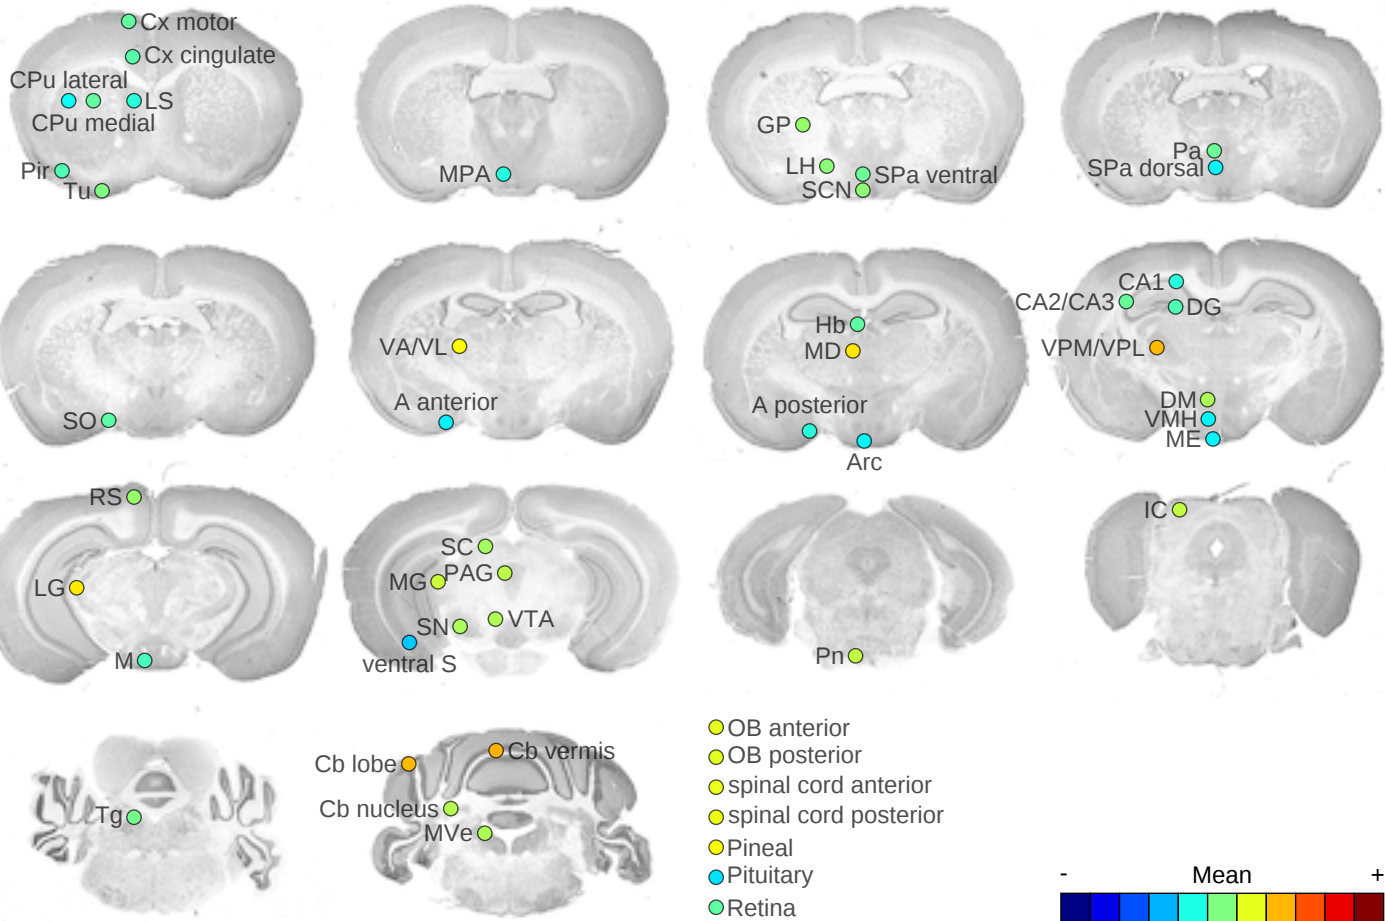 Cx motor
Cx cingulate
CPu lateral
LS
CPu medial
Pir
Tu
MPA
GP
LH
SPa ventral
SCN
Pa
SPa dorsal
SO
VA/VL
A anterior
Hb
MD
A posterior
Arc
CA1
CA2/CA3
DG
VPM/VPL
DM
VMH
ME
RS
LG
M
SC
MG
PAG
SN
VTA
ventral S
Pn
IC
Tg
Cb lobe
Cb vermis
Cb nucleus
MVe
OB anterior
OB posterior
spinal cord anterior
spinal cord posterior
Pineal
Pituitary
Retina
- Mean +